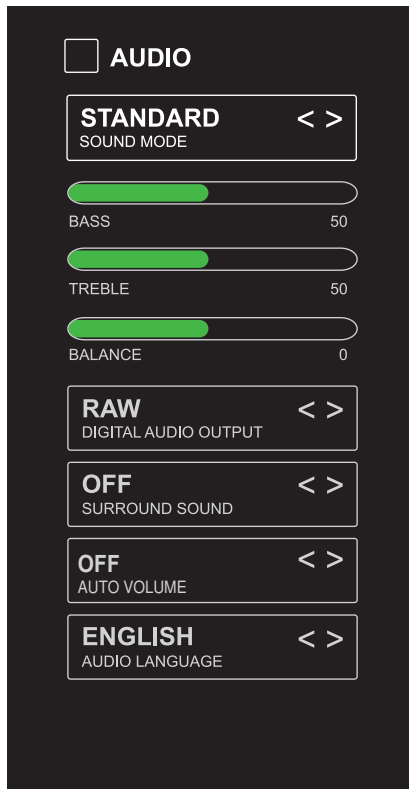 AUDIO
STANDARD < >
SOUND MODE
BASS 50
TREBLE 50
BALANCE 0
RAW < >
DIGITAL AUDIO OUTPUT
OFF < >
SURROUND SOUND
OFF < >
AUTO VOLUME
ENGLISH < >
AUDIO LANGUAGE